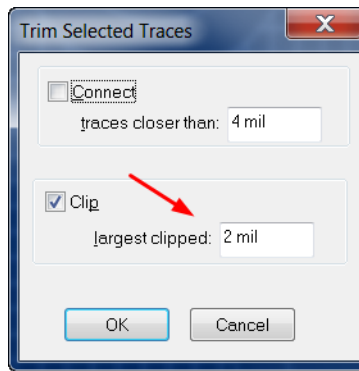 Trim Selected Traces
Connect
traces closer than: 4 mil
Clip
largest clipped: 2 mil
OK Cancel